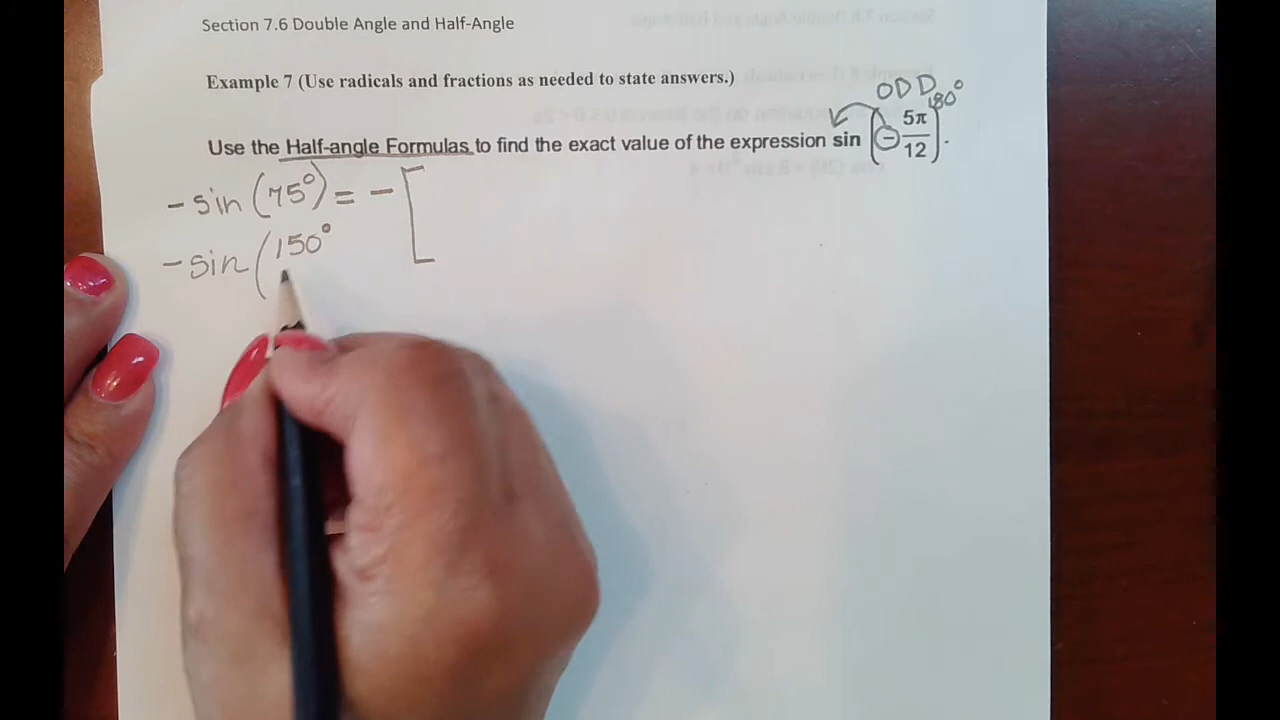 Section 7.6 Double Angle and Half-Angle
Example 7 (Use radicals and fractions as needed to state answers.)
ODD
180°
Use the Half-angle Formulas to find the exact value of the expression sin (-5π/12).
-sin(75°) = -[
-sin(150°